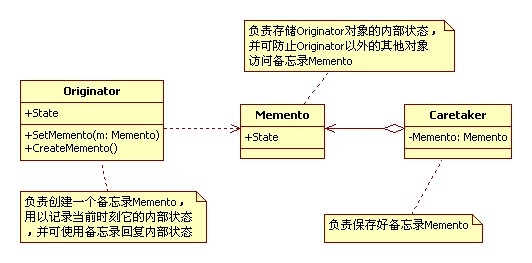 负责存储Originator对象的内部状态，
并可防止Originator以外的其他对象
访问备忘录Memento
Originator
+State
+SetMemento(m: Memento)
+CreateMemento()
Memento
+State
Caretaker
-Memento: Memento
负责创建一个备忘录Memento，
用以记录当前时刻它的内部状态
，并可使用备忘录回复内部状态
负责保存好备忘录Memento